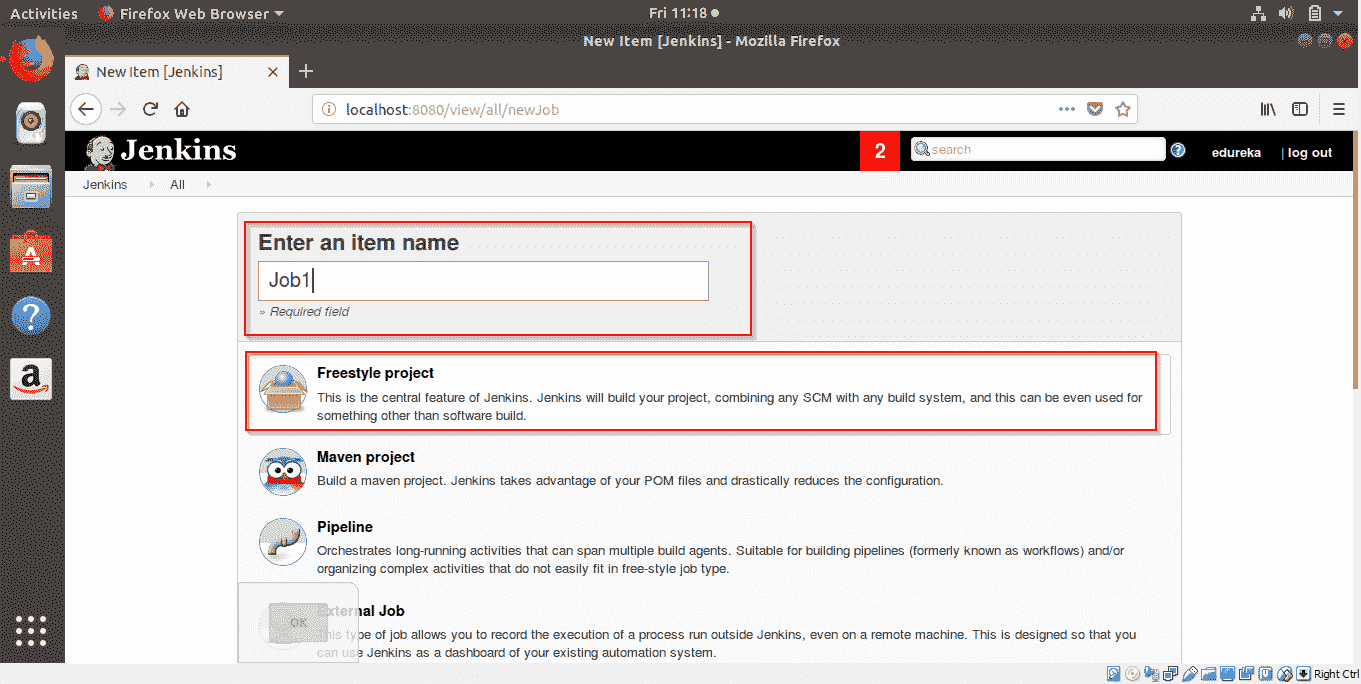 Activities Firefox Web Browser Fri 11:18
New Item [Jenkins] - Mozilla Firefox
New Item [Jenkins]
localhost:8080/view/all/newJob
Jenkins 2 search edureka | log out
Jenkins All
Enter an item name
Job1
» Required field
Freestyle project
This is the central feature of Jenkins. Jenkins will build your project, combining any SCM with any build system, and this can be even used for
something other than software build.
Maven project
Build a maven project. Jenkins takes advantage of your POM files and drastically reduces the configuration.
Pipeline
Orchestrates long-running activities that can span multiple build agents. Suitable for building pipelines (formerly known as workflows) and/or
organizing complex activities that do not easily fit in free-style job type.
External Job
OK
This type of job allows you to record the execution of a process run outside Jenkins, even on a remote machine. This is designed so that you
can use Jenkins as a dashboard of your existing automation system.
Right Ctrl